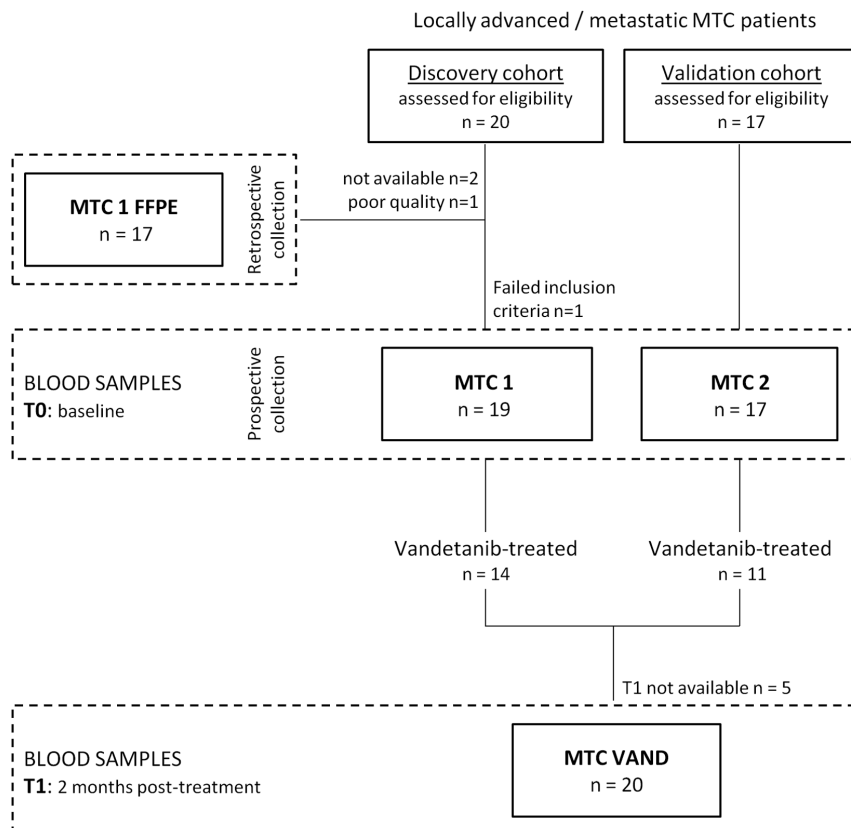 Locally advanced / metastatic MTC patients
Discovery cohort
assessed for eligibility
n = 20
Validation cohort
assessed for eligibility
n = 17
not available n=2
poor quality n=1
MTC 1 FFPE
n = 17
Retrospective
collection
Failed inclusion
criteria n=1
BLOOD SAMPLES
T0: baseline
Prospective
collection
MTC 1
n = 19
MTC 2
n = 17
Vandetanib-treated
n = 14
Vandetanib-treated
n = 11
T1 not available n = 5
BLOOD SAMPLES
T1: 2 months post-treatment
MTC VAND
n = 20